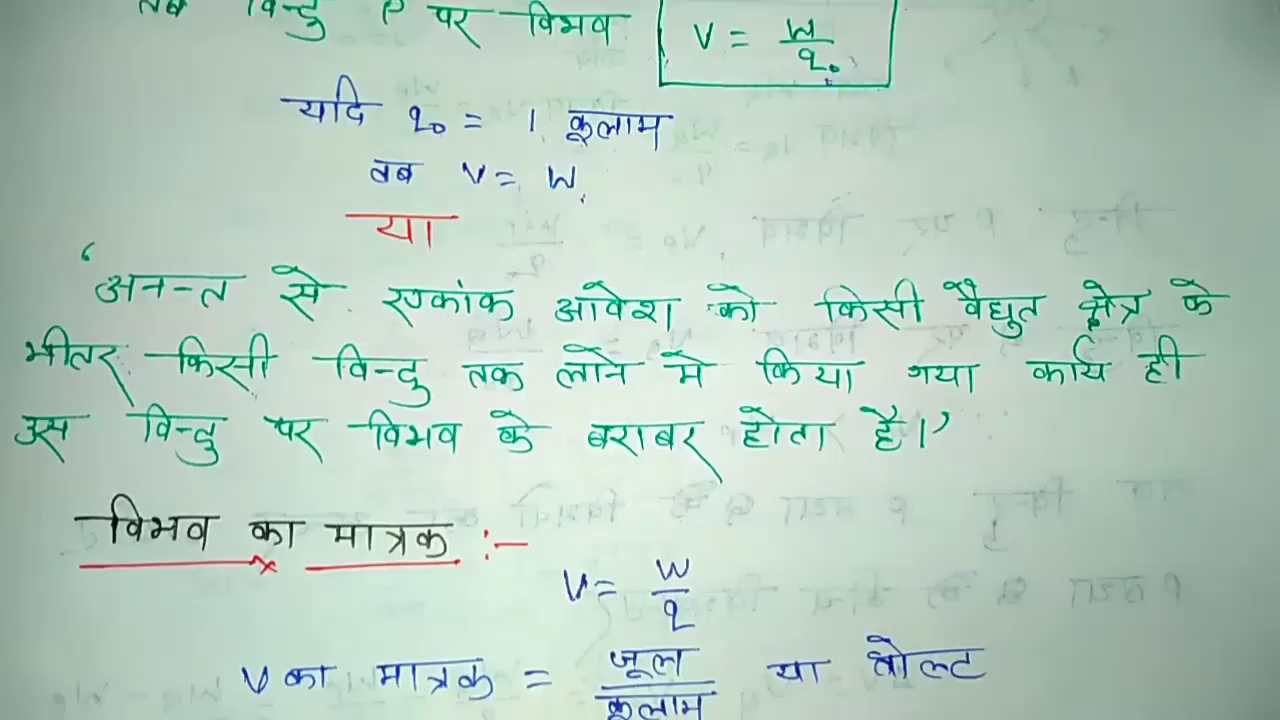 तब विन्दु P पर विभव V = W/q₀
यदि q₀ = 1 कूलाम
तब V = W
या
'अनन्त से एकांक आवेश को किसी वैद्युत क्षेत्र के
भीतर किसी विन्दु तक लाने मे किया गया कार्य ही
उस विन्दु पर विभव के बराबर होता है।'
विभव का मात्रक :-
V = W/q
V का मात्रक = जूल/कूलाम या वोल्ट